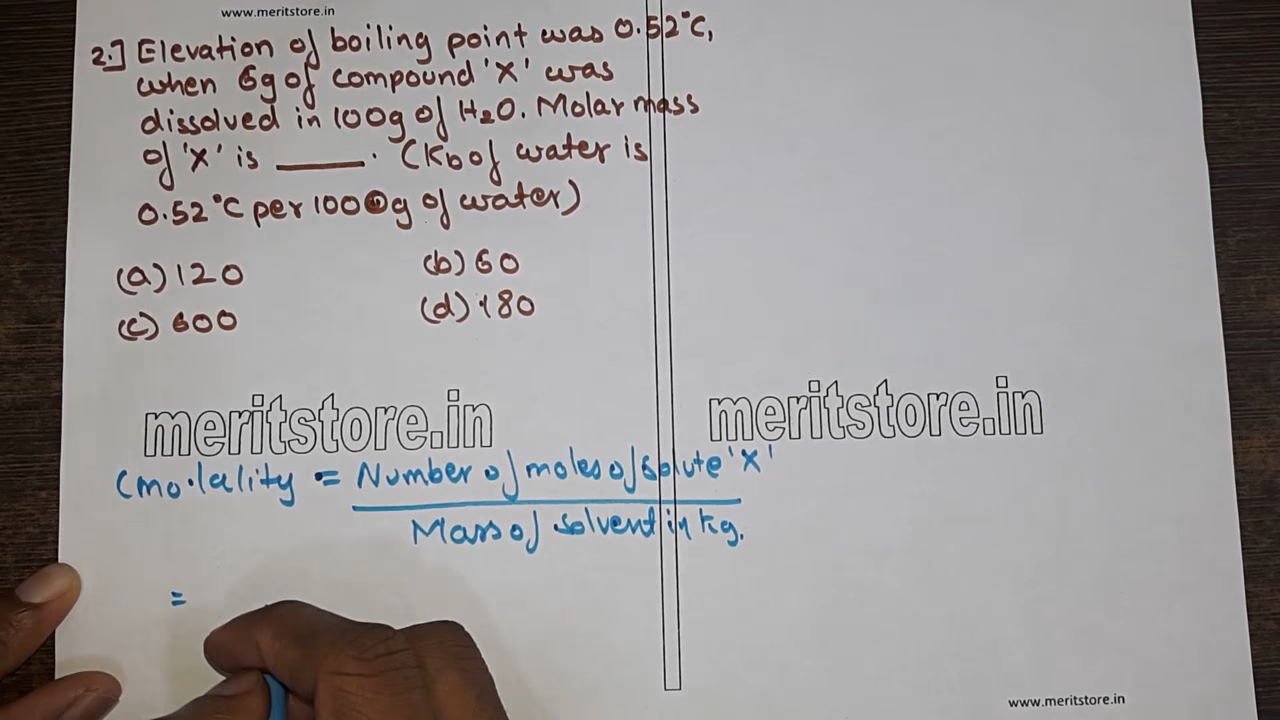 www.meritstore.in
2.] Elevation of boiling point was 0.52°C,
when 6g of compound 'X' was
dissolved in 100g of H2O. Molar mass
of 'X' is ______. (Kb of water is
0.52°C per 1000g of water)
(a) 120 (b) 60
(c) 600 (d) 180
meritstore.in meritstore.in
(molality = Number of moles of solute 'X'
Mass of solvent in kg.
=
www.meritstore.in